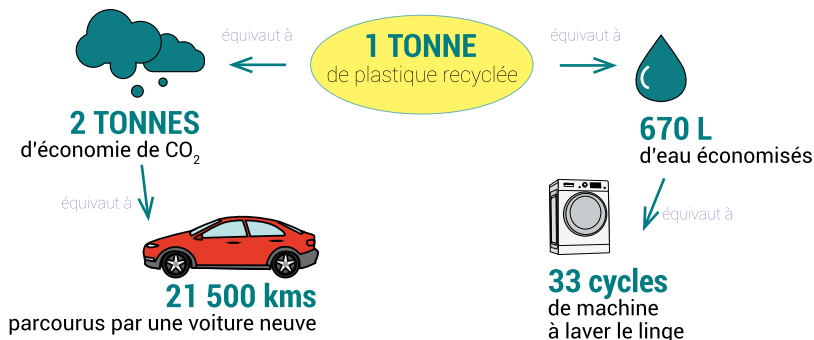 1 TONNE
de plastique recyclée
équivaut à
équivaut à
2 TONNES
d'économie de CO₂
670 L
d'eau économisés
équivaut à
équivaut à
21 500 kms
parcourus par une voiture neuve
33 cycles
de machine
à laver le linge